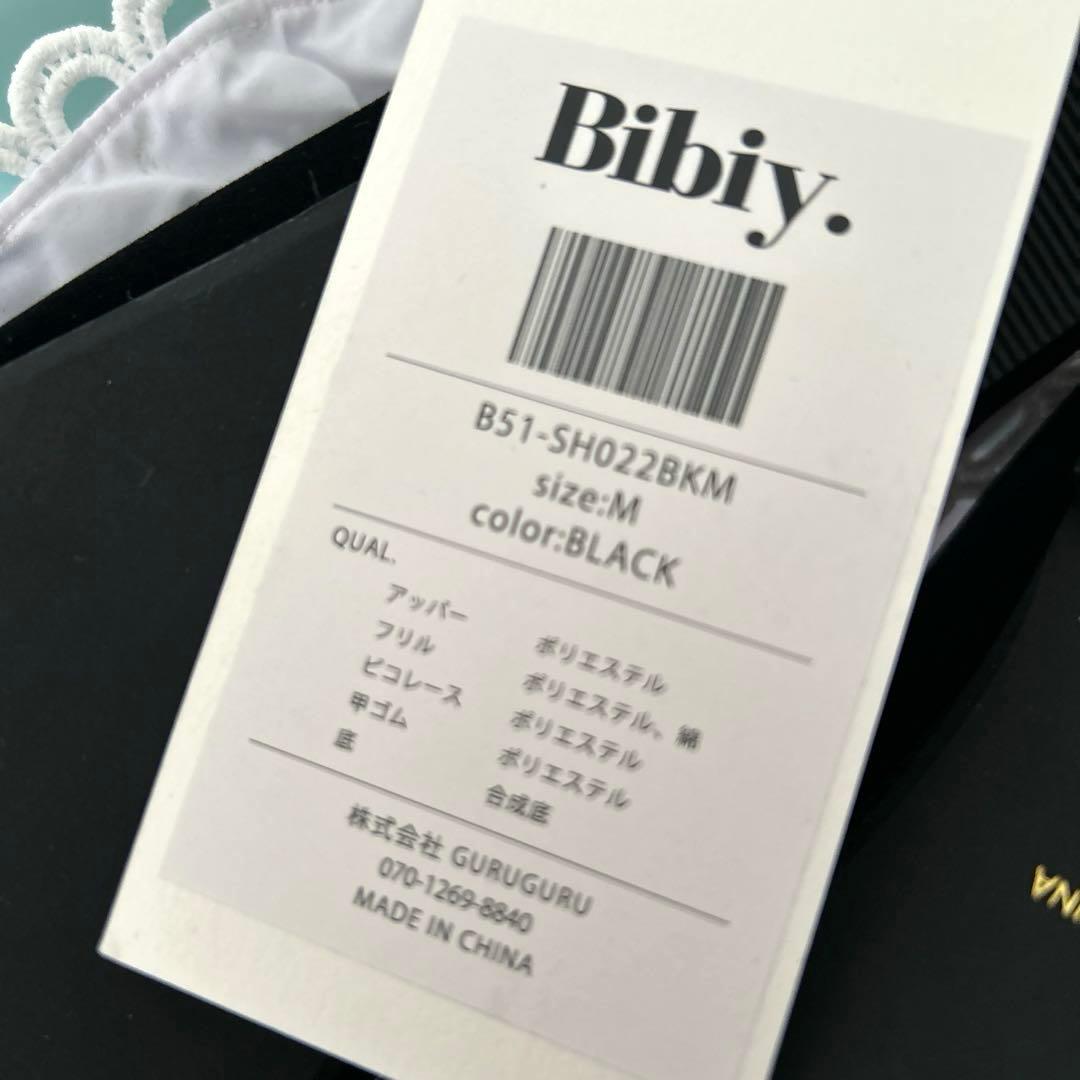 Bibiy.
B51-SH022BKM
size:M
color:BLACK
QUAL.
アッパー ポリエステル
フリル ポリエステル、綿
ピコレース ポリエステル
甲ゴム ポリエステル
底 合成底
株式会社 GURUGURU
070-1269-8840
MADE IN CHINA